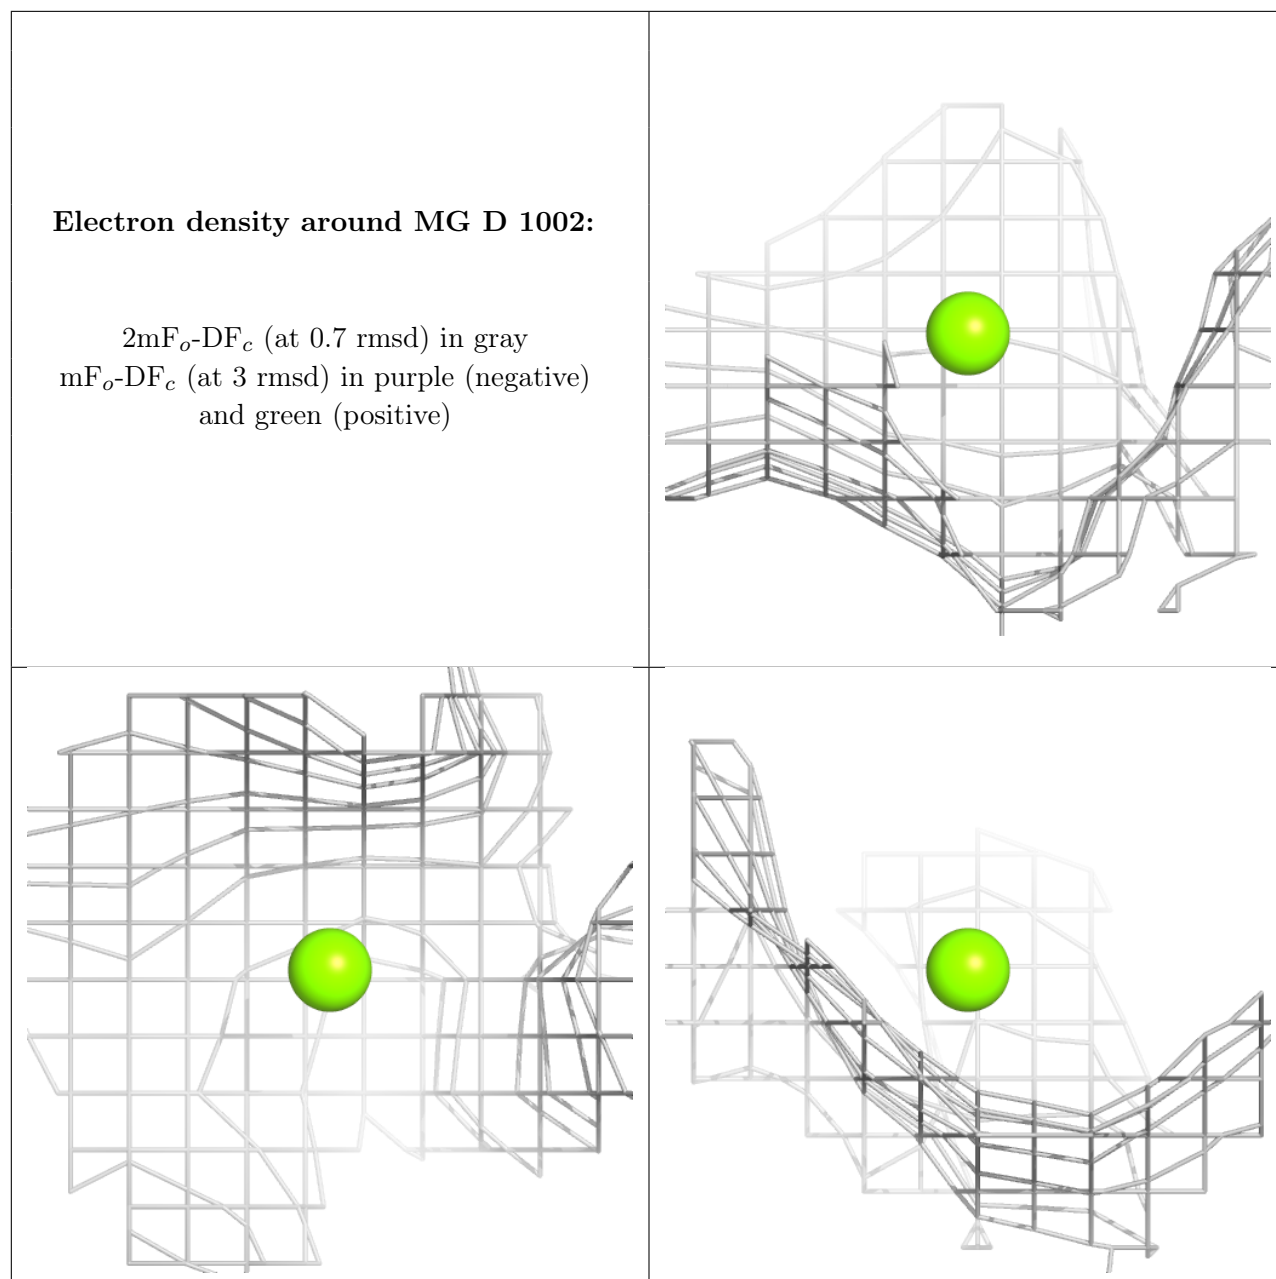 Electron density around MG D 1002:
2mFₒ-DF𝒸 (at 0.7 rmsd) in gray
mFₒ-DF𝒸 (at 3 rmsd) in purple (negative)
and green (positive)